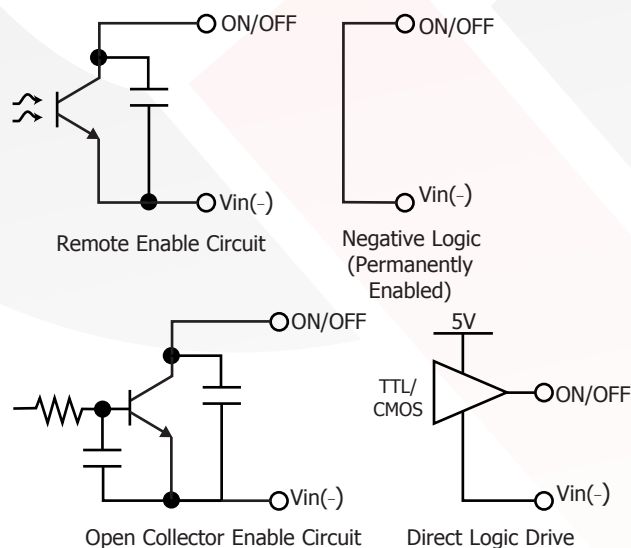 ON/OFF
Vin(-)
Remote Enable Circuit
ON/OFF
Vin(-)
Negative Logic
(Permanently
Enabled)
ON/OFF
Vin(-)
Open Collector Enable Circuit
5V
TTL/
CMOS
ON/OFF
Vin(-)
Direct Logic Drive